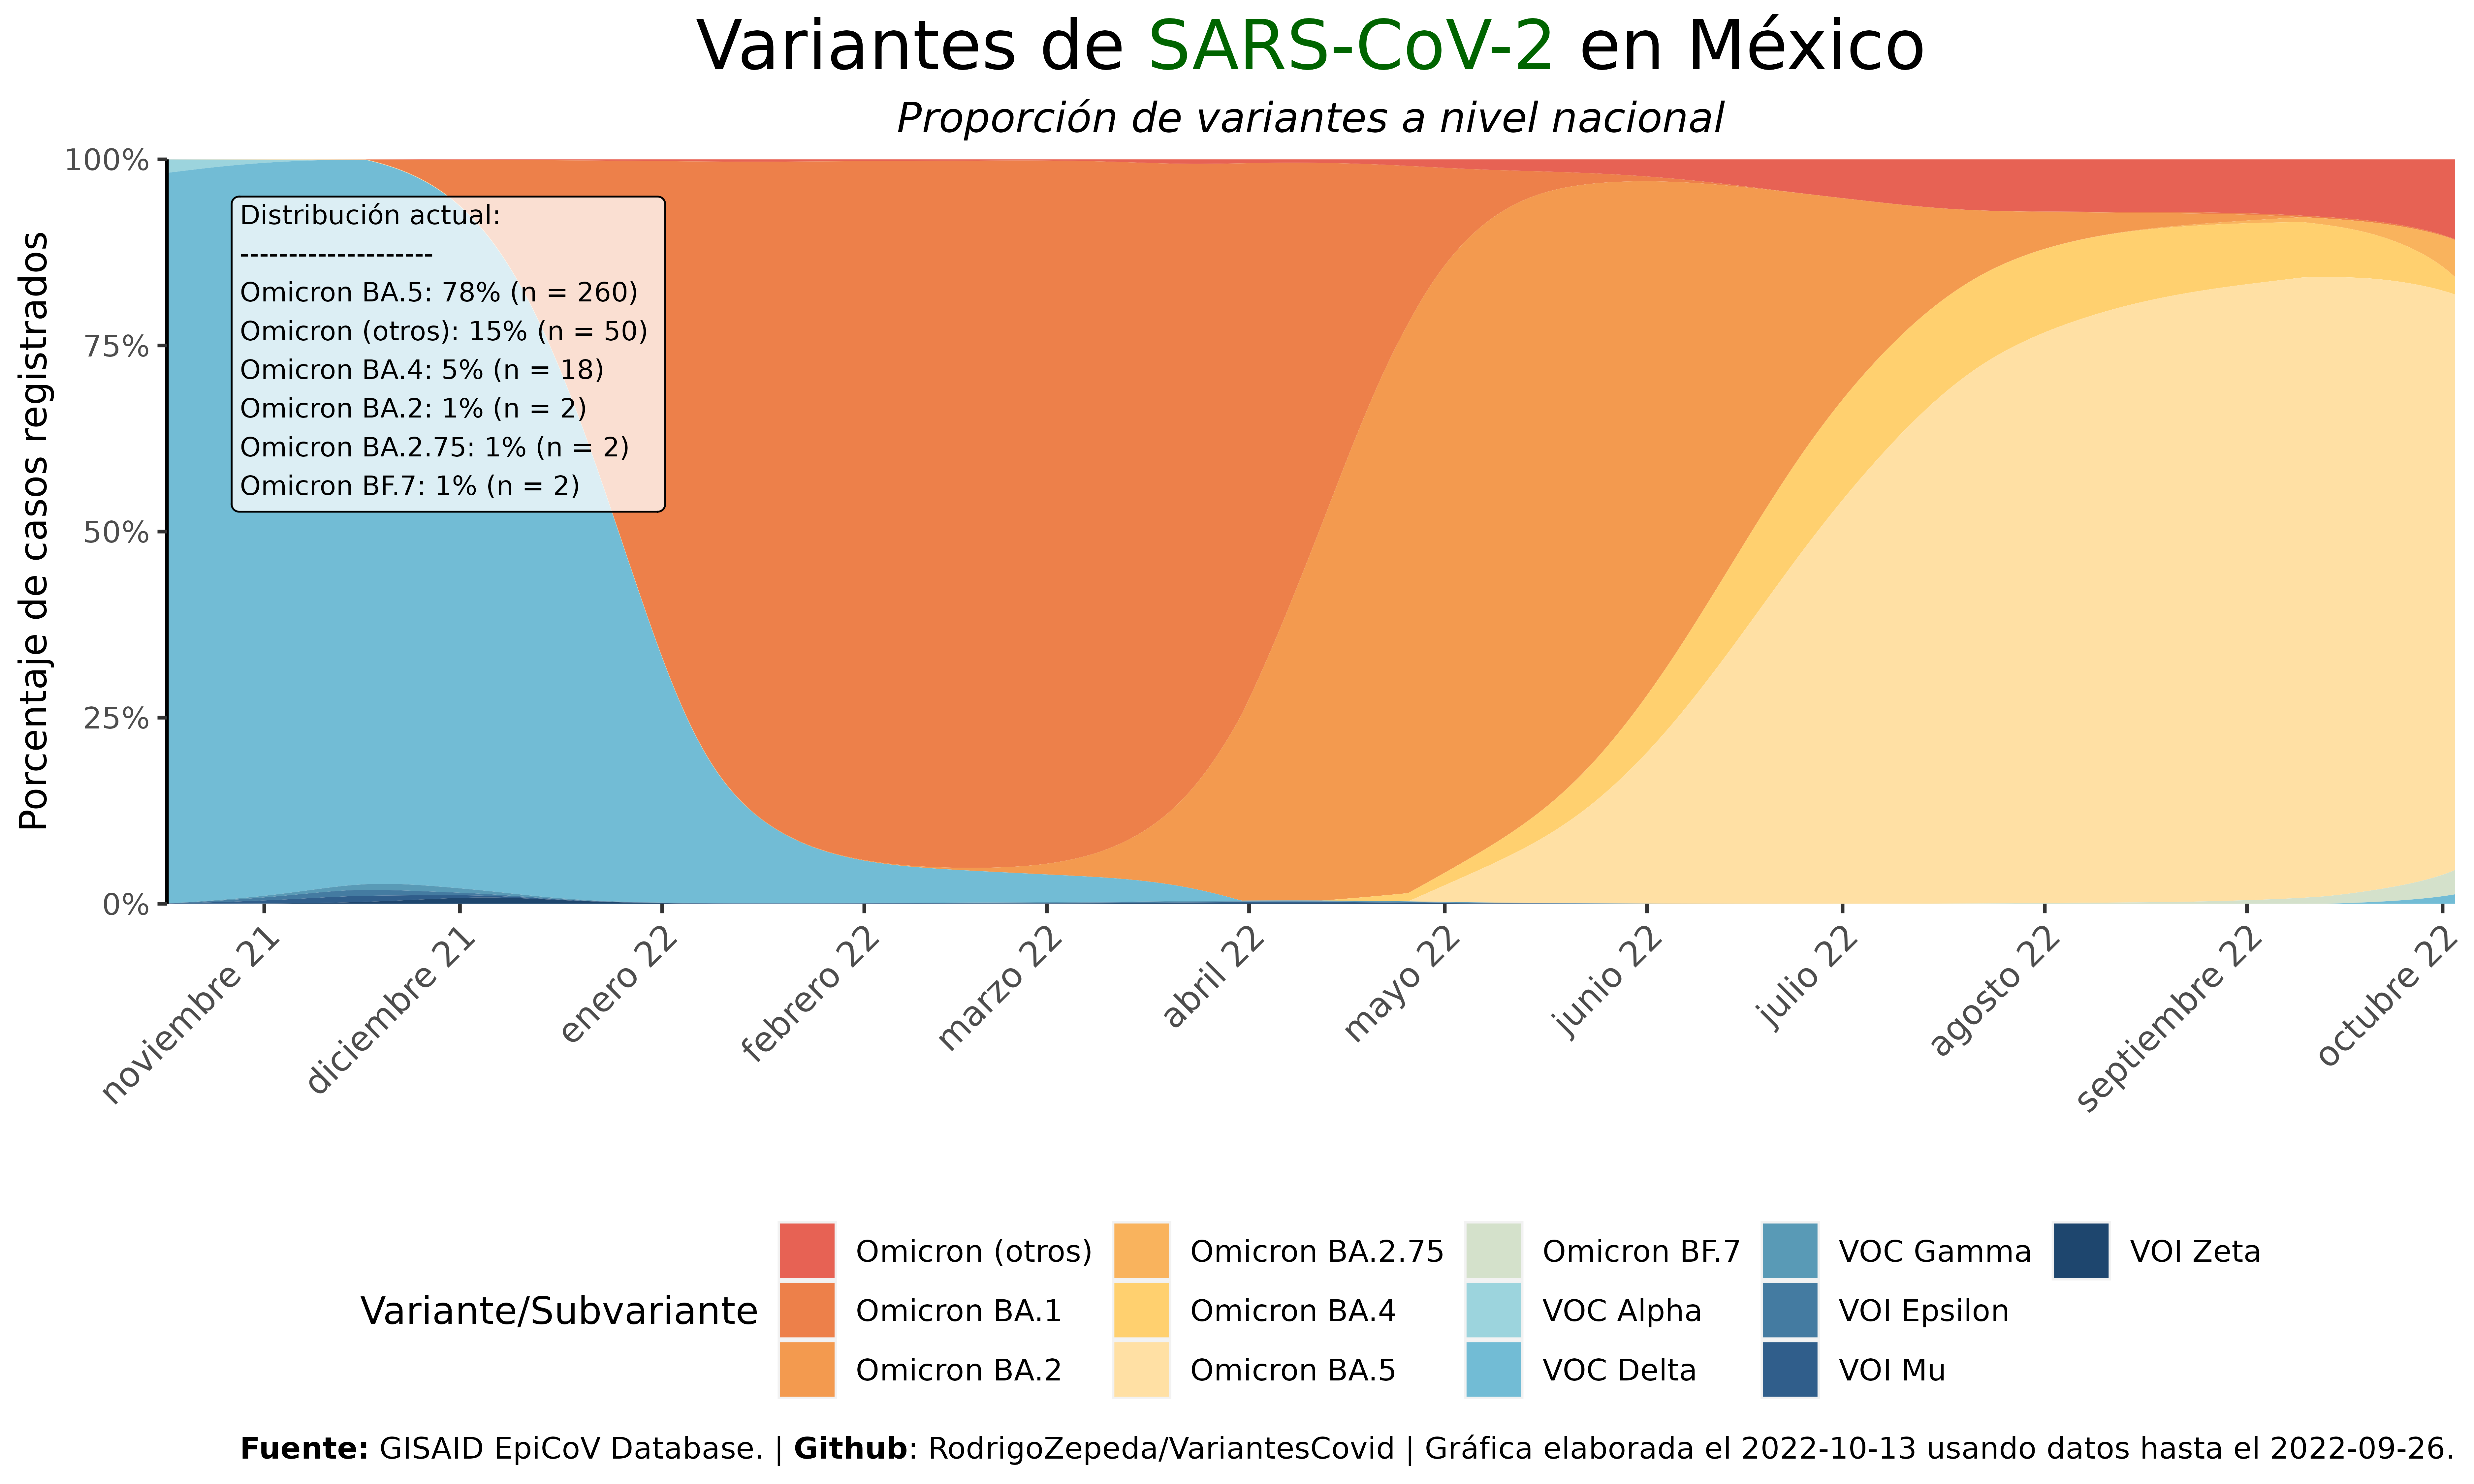 Variantes de SARS-CoV-2 en México
Proporción de variantes a nivel nacional
Porcentaje de casos registrados
100%
75%
50%
25%
0%
Distribución actual:
--------------------
Omicron BA.5: 78% (n = 260)
Omicron (otros): 15% (n = 50)
Omicron BA.4: 5% (n = 18)
Omicron BA.2: 1% (n = 2)
Omicron BA.2.75: 1% (n = 2)
Omicron BF.7: 1% (n = 2)
noviembre 21
diciembre 21
enero 22
febrero 22
marzo 22
abril 22
mayo 22
junio 22
julio 22
agosto 22
septiembre 22
octubre 22
Variante/Subvariante
Omicron (otros)
Omicron BA.1
Omicron BA.2
Omicron BA.2.75
Omicron BA.4
Omicron BA.5
Omicron BF.7
VOC Alpha
VOC Delta
VOC Gamma
VOI Epsilon
VOI Mu
VOI Zeta
Fuente: GISAID EpiCoV Database. | Github: RodrigoZepeda/VariantesCovid | Gráfica elaborada el 2022-10-13 usando datos hasta el 2022-09-26.